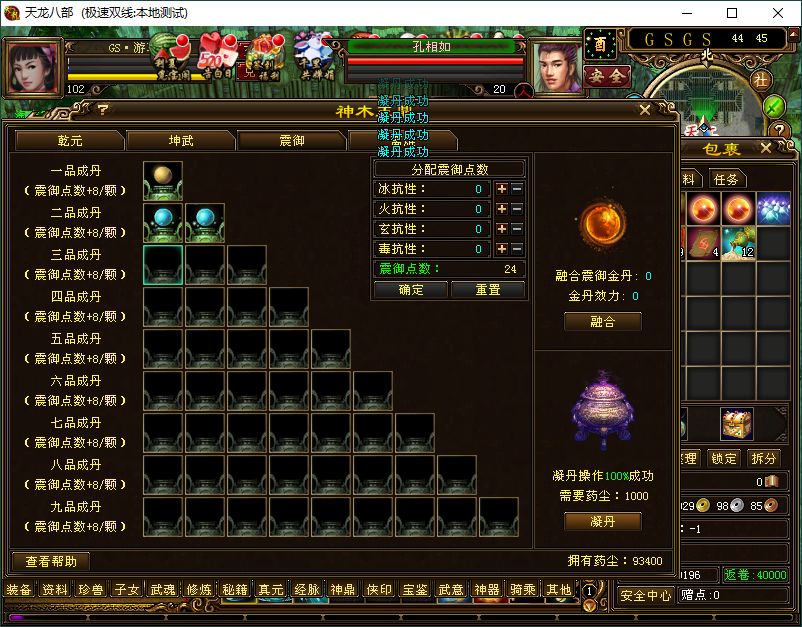 天龙八部 (极速双线:本地测试)
GS·游
102
孔相如
20
安全
GSGS 44 45
北
社
包裹
料 任务
神木王鼎
凝丹成功
凝丹成功
凝丹成功
凝丹成功
凝丹成功
乾元 坤武 震御
一品成丹
(震御点数+8/颗)
二品成丹
(震御点数+8/颗)
三品成丹
(震御点数+8/颗)
四品成丹
(震御点数+8/颗)
五品成丹
(震御点数+8/颗)
六品成丹
(震御点数+8/颗)
七品成丹
(震御点数+8/颗)
八品成丹
(震御点数+8/颗)
九品成丹
(震御点数+8/颗)
分配震御点数
冰抗性: 0
火抗性: 0
玄抗性: 0
毒抗性: 0
震御点数: 24
确定 重置
融合震御金丹: 0
金丹效力: 0
融合
凝丹操作100%成功
需要药尘:1000
凝丹
查看帮助
拥有药尘:93400
4 12
理 锁定 拆分
0
029 98 85
:-1
0196 返卷:40000
安全中心 赠点:0
装备 资料 珍兽 子女 武魂 修炼 秘籍 真元 经脉 神鼎 侠印 宝鉴 武意 神器 骑乘 其他 1